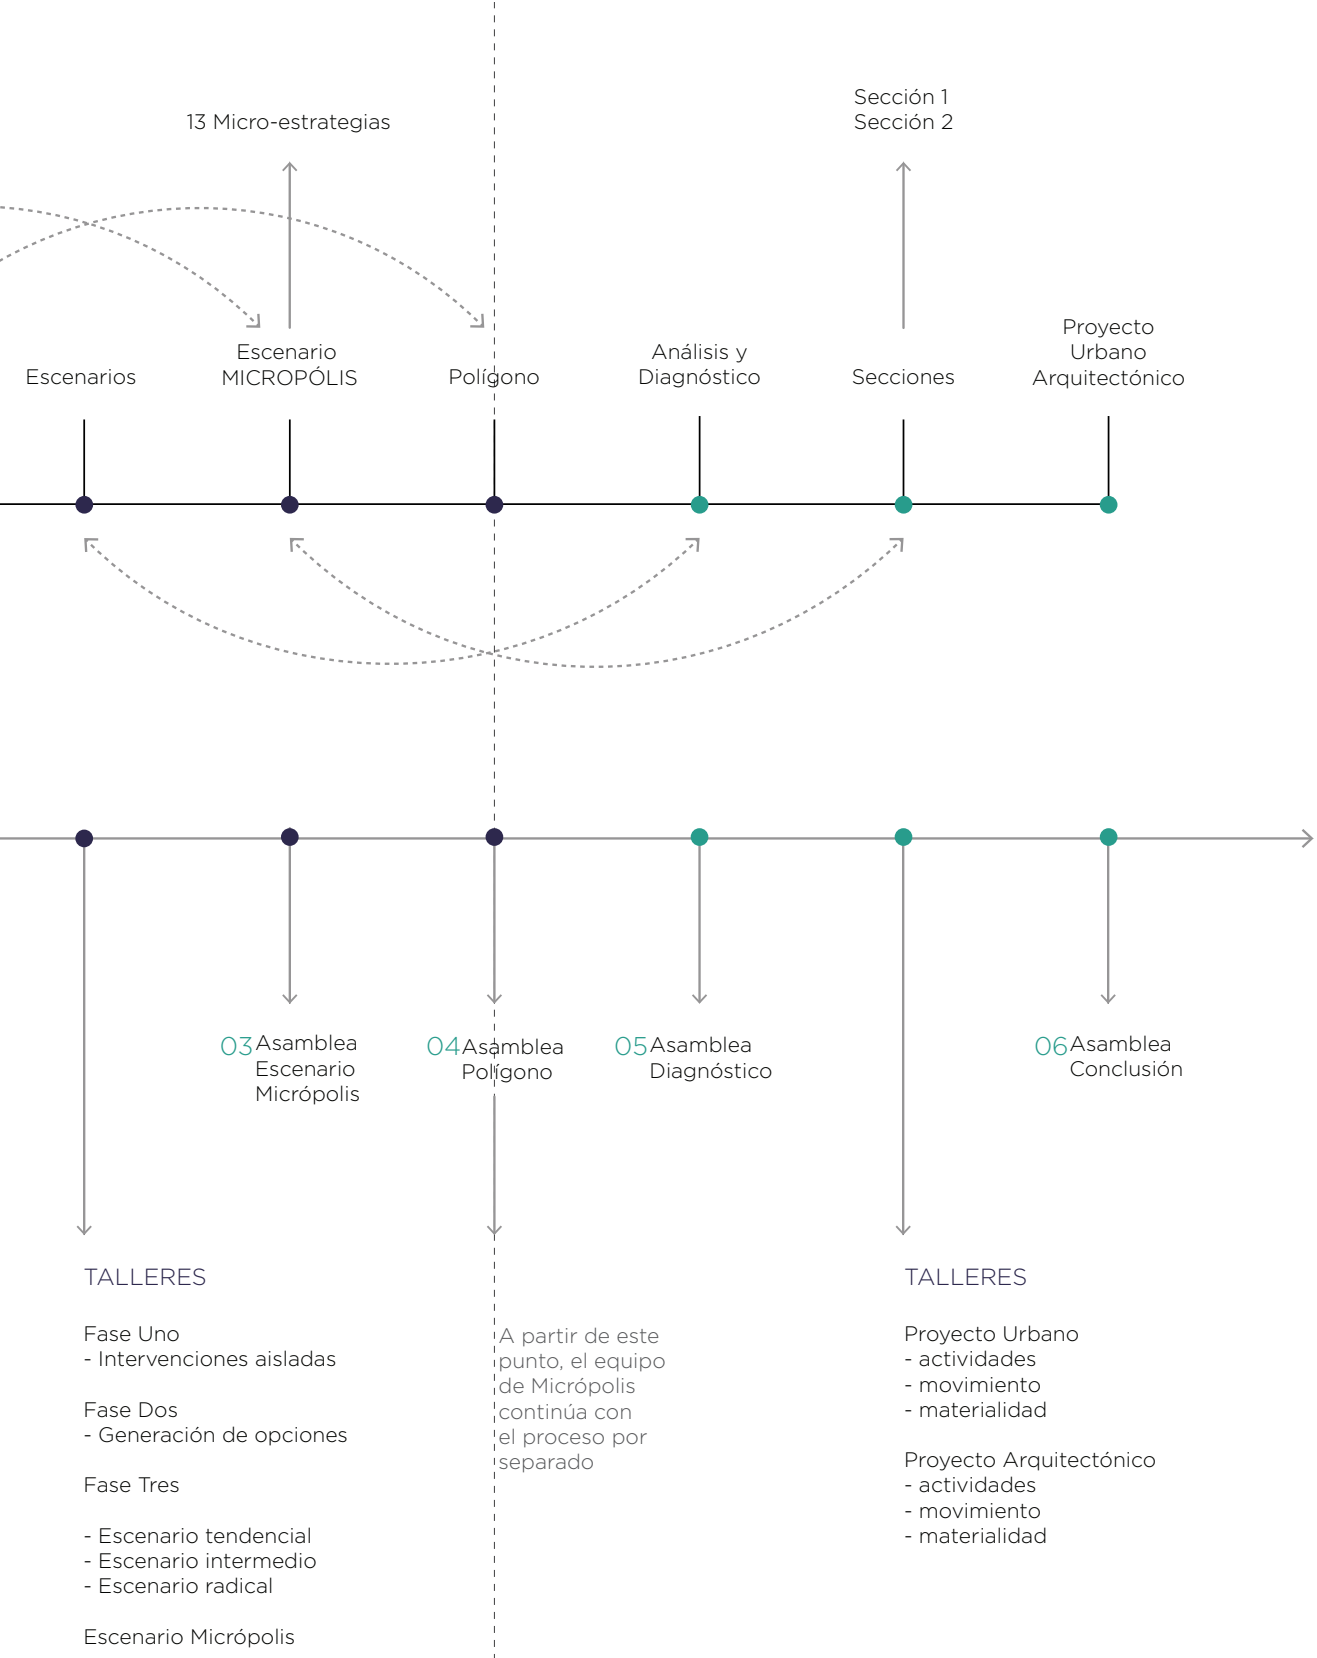 13 Micro-estrategias
Sección 1
Sección 2
Escenarios
Escenario
MICROPÓLIS
Polígono
Análisis y
Diagnóstico
Secciones
Proyecto
Urbano
Arquitectónico
03 Asamblea
Escenario
Micrópolis
04 Asamblea
Polígono
05 Asamblea
Diagnóstico
06 Asamblea
Conclusión
TALLERES
Fase Uno
- Intervenciones aisladas
Fase Dos
- Generación de opciones
Fase Tres
- Escenario tendencial
- Escenario intermedio
- Escenario radical
Escenario Micrópolis
A partir de este
punto, el equipo
de Micrópolis
continúa con
el proceso por
separado
TALLERES
Proyecto Urbano
- actividades
- movimiento
- materialidad
Proyecto Arquitectónico
- actividades
- movimiento
- materialidad